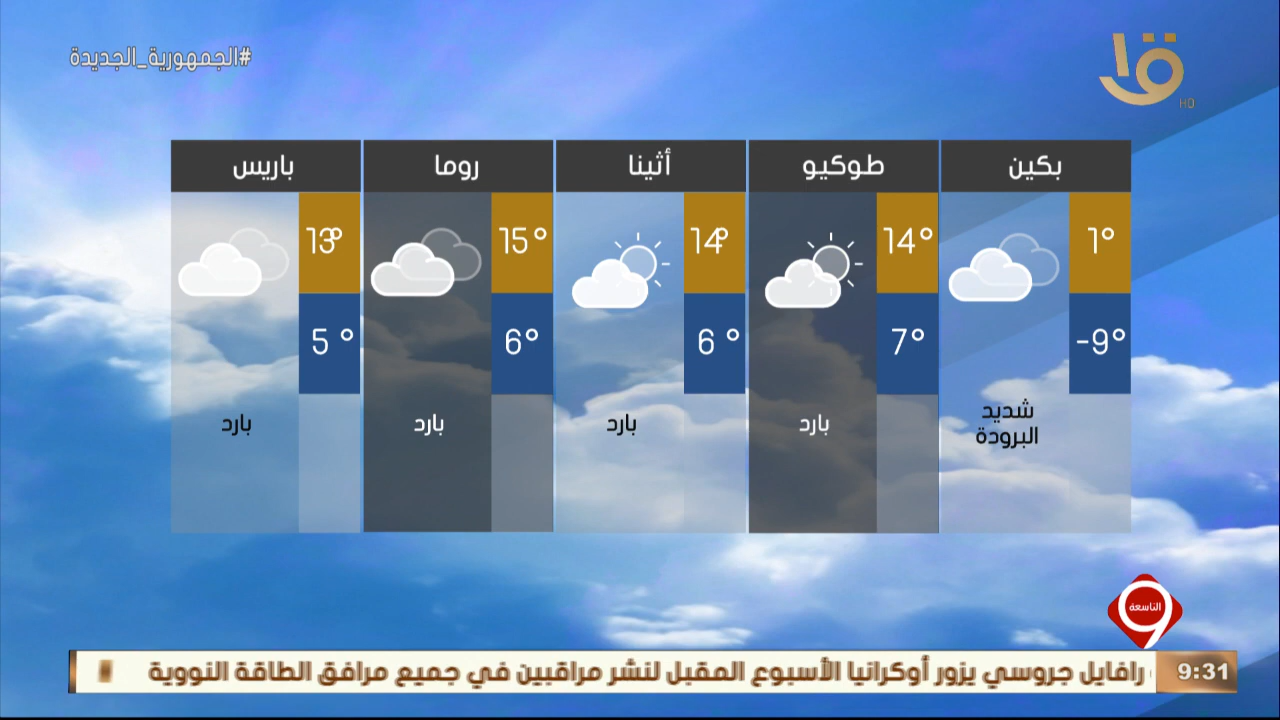 #الجمهورية_الجديدة
HD
بكين
1°
-9°
شديد
البرودة
طوكيو
14°
7°
بارد
أثينا
14°
6°
بارد
روما
15°
6°
بارد
باريس
13°
5°
بارد
التاسعة
9
9:31
رافايل جروسي يزور أوكرانيا الأسبوع المقبل لنشر مراقبين في جميع مرافق الطاقة النووية